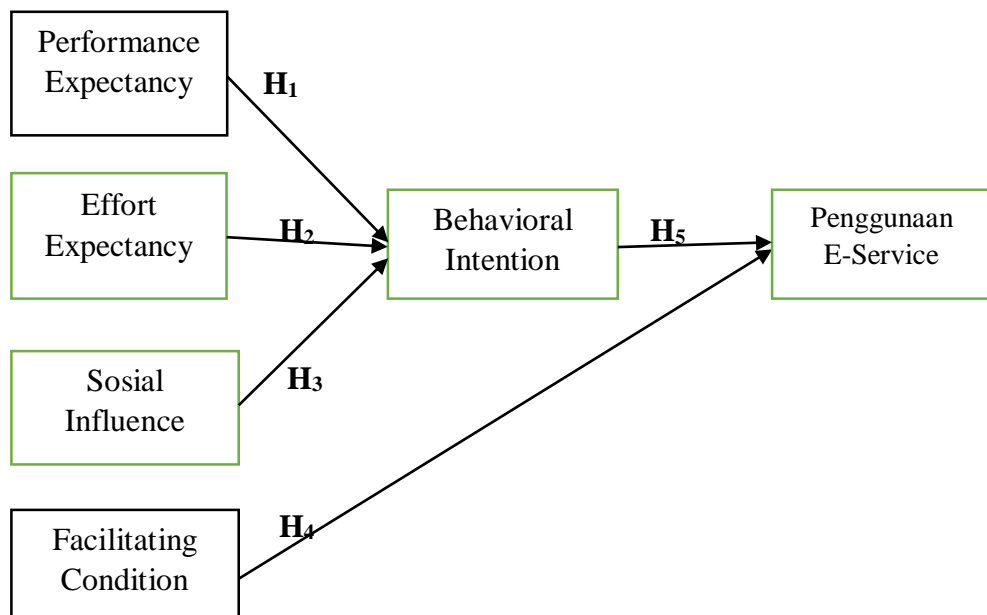 Performance
Expectancy
H1
Effort
Expectancy
H2
Behavioral
Intention
H5
Penggunaan
E-Service
Sosial
Influence
H3
Facilitating
Condition
H4